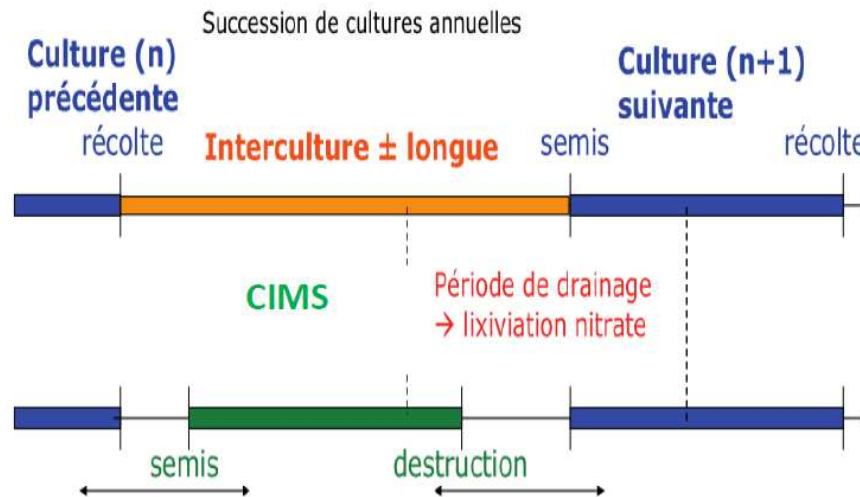 Succession de cultures annuelles
Culture (n)
précédente
Culture (n+1)
suivante
récolte
Interculture ± longue
semis
récolte
CIMS
Période de drainage
→ lixiviation nitrate
semis
destruction